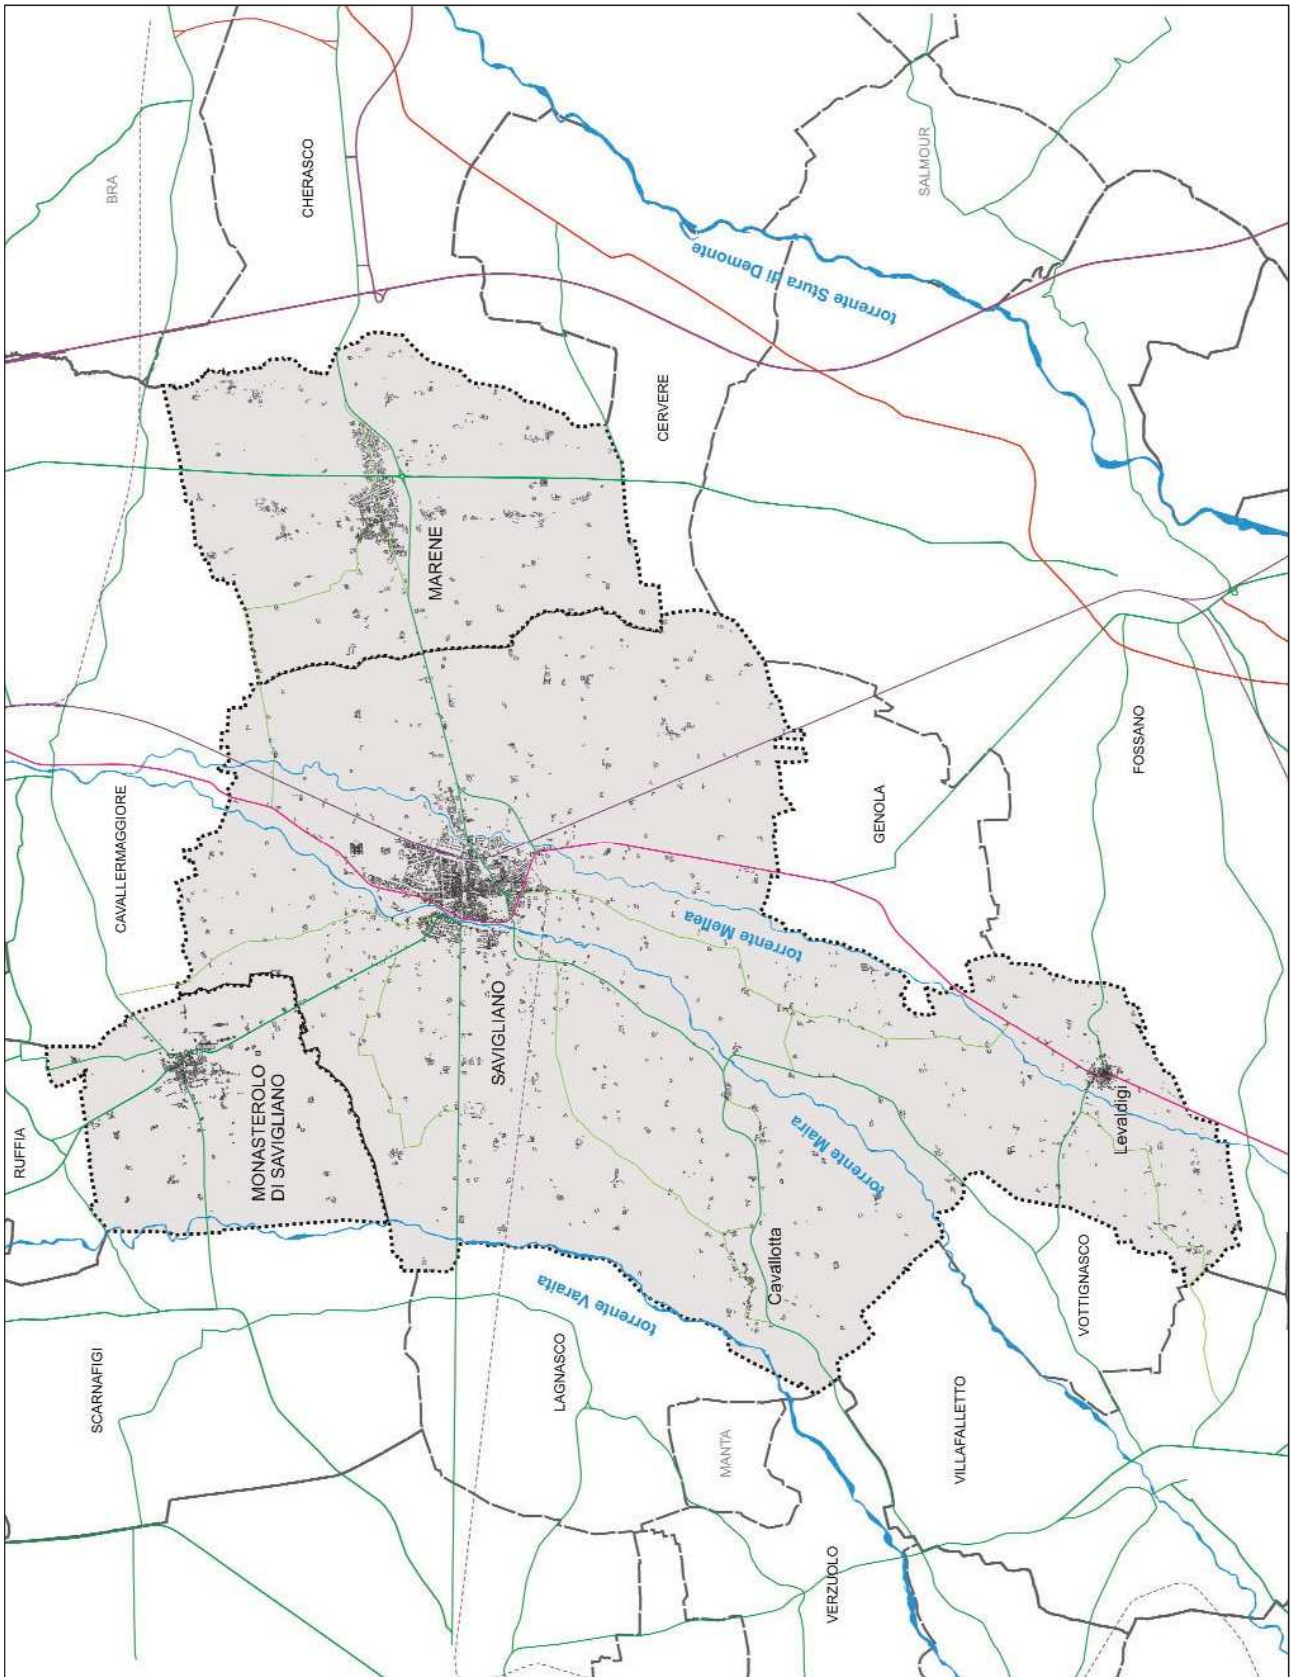 RUFFIA
SCARNAFIGI
BRA
CAVALLERMAGGIORE
MONASTEROLO
DI SAVIGLIANO
CHERASCO
MARENE
SAVIGLIANO
LAGNASCO
torrente Varaita
CERVERE
MANTA
torrente Mellea
Cavallotta
torrente Stura di Demonte
VERZUOLO
torrente Maira
GENOLA
SALMOUR
VILLAFALLETTO
VOTTIGNASCO
Levaldigi
FOSSANO